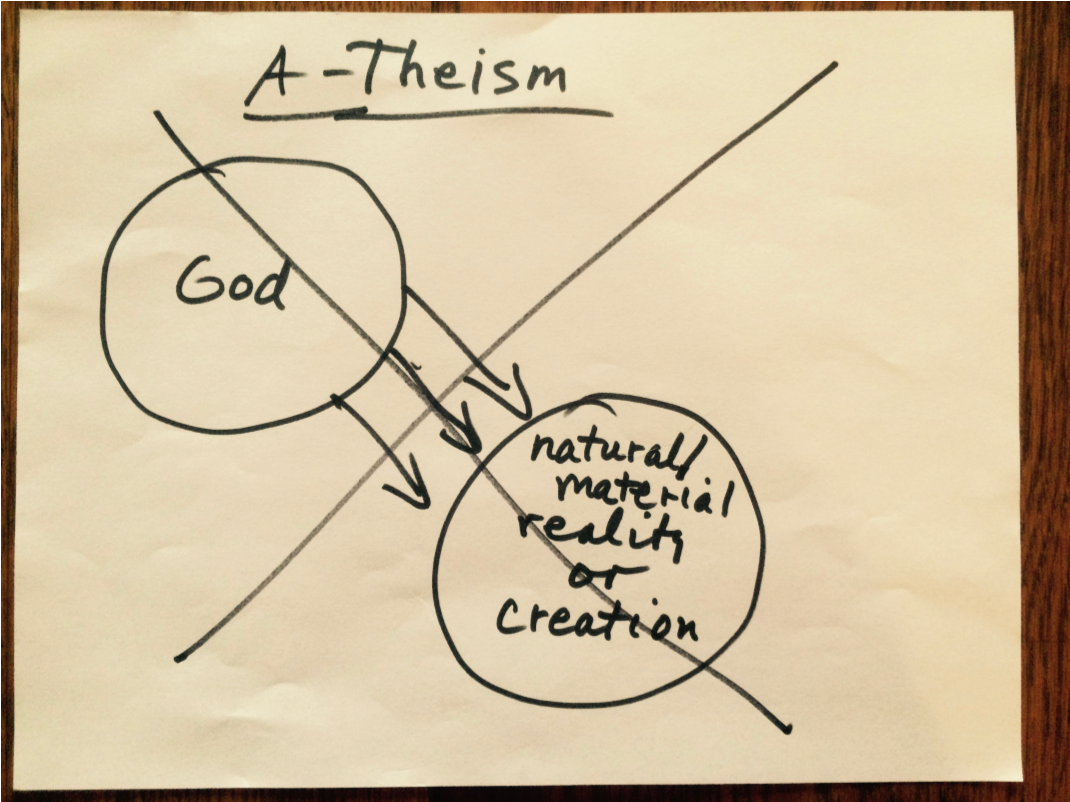 A-Theism
God
natural/
material
reality
or
creation